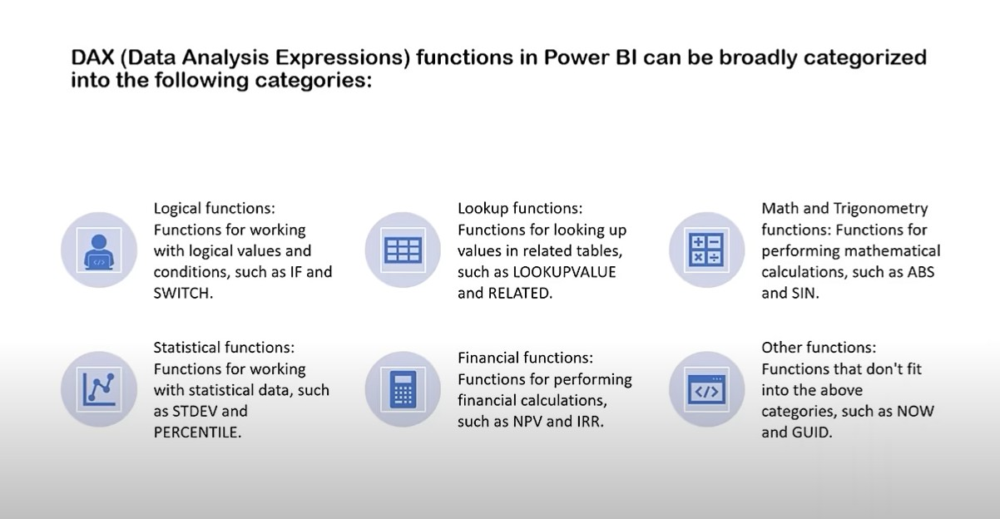 DAX (Data Analysis Expressions) functions in Power BI can be broadly categorized
into the following categories:
Logical functions:
Functions for working
with logical values and
conditions, such as IF and
SWITCH.
Lookup functions:
Functions for looking up
values in related tables,
such as LOOKUPVALUE
and RELATED.
Math and Trigonometry
functions: Functions for
performing mathematical
calculations, such as ABS
and SIN.
Statistical functions:
Functions for working
with statistical data, such
as STDEV and
PERCENTILE.
Financial functions:
Functions for performing
financial calculations,
such as NPV and IRR.
Other functions:
Functions that don't fit
into the above
categories, such as NOW
and GUID.